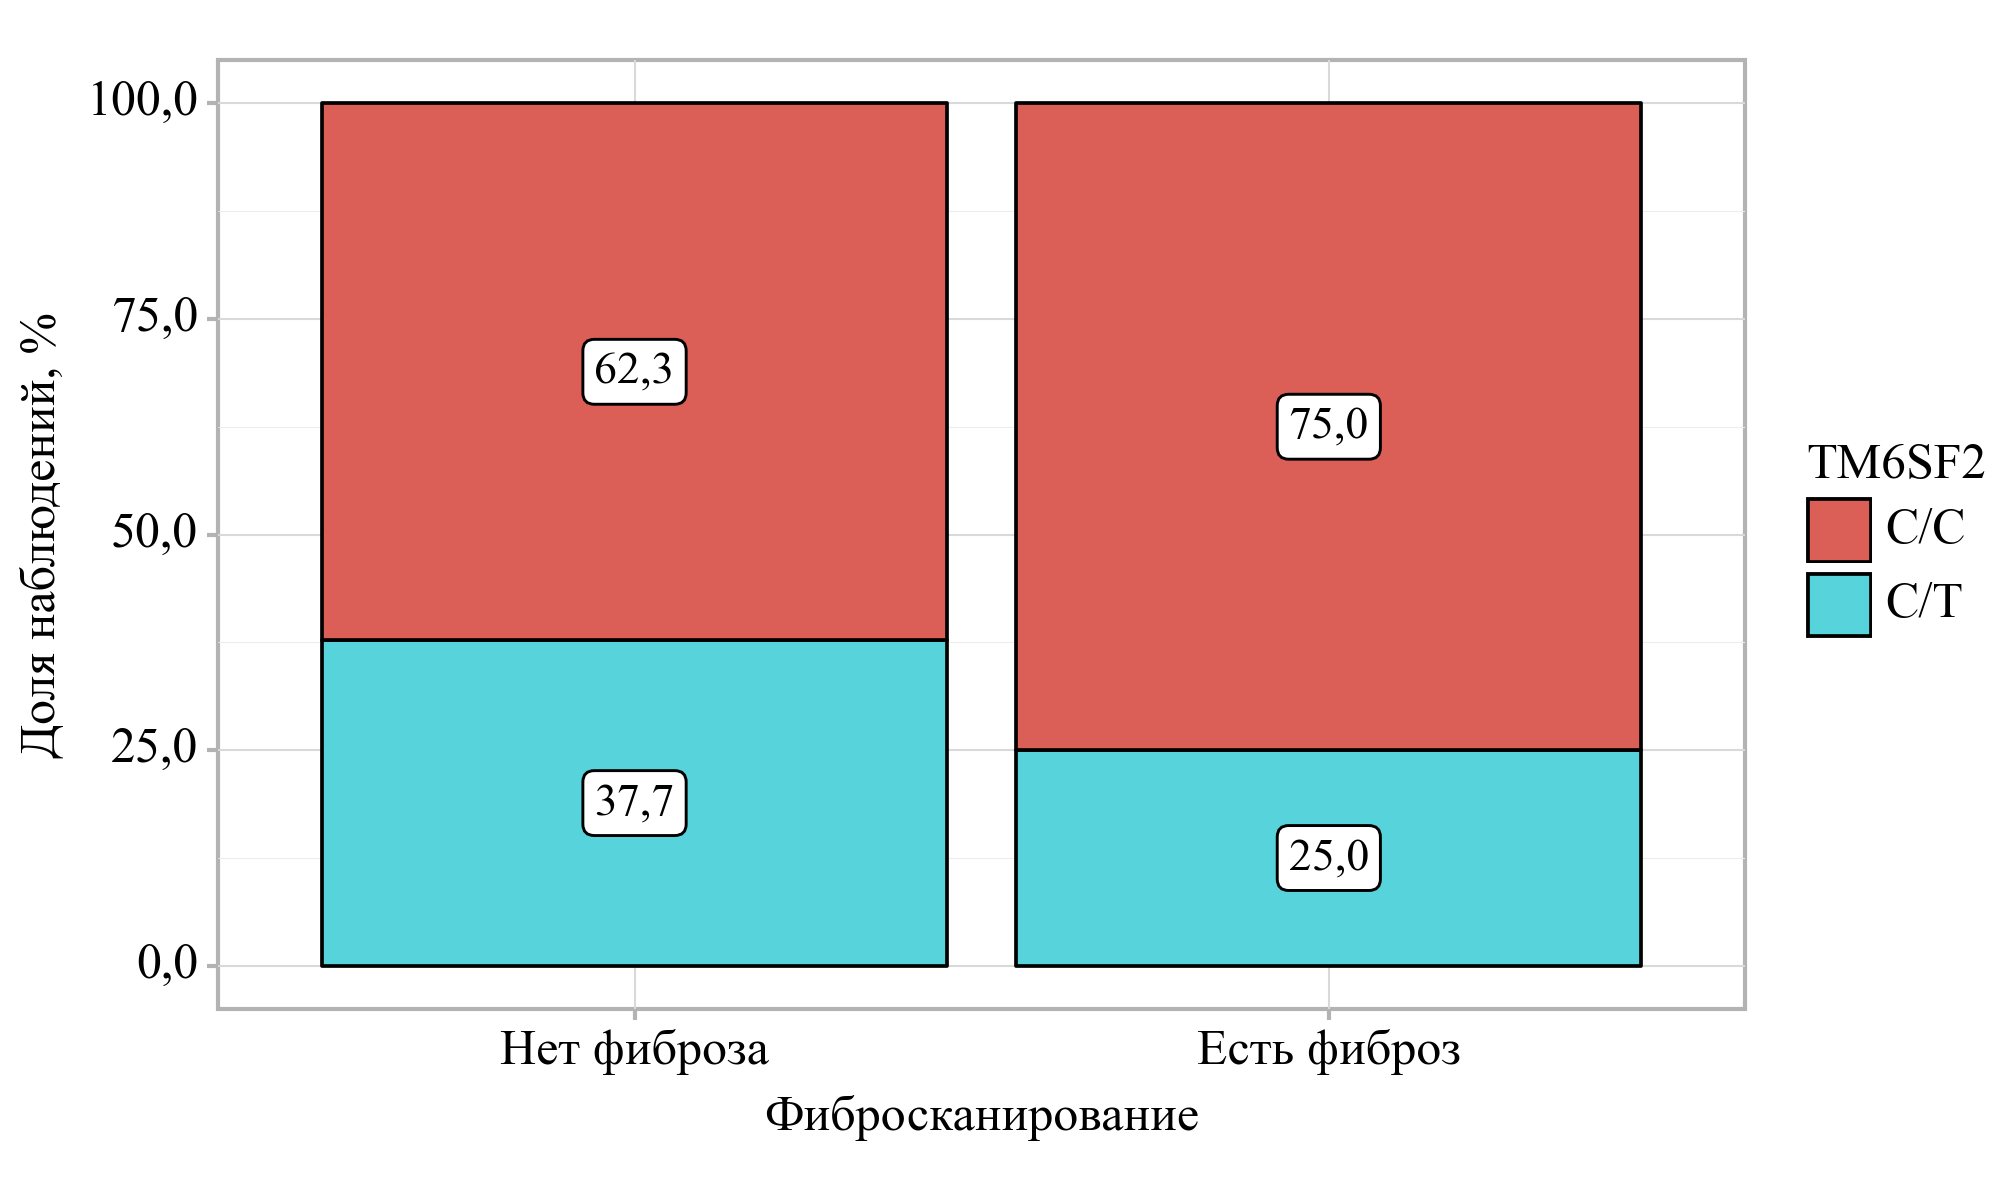 Доля наблюдений, %
100,0
75,0
50,0
25,0
0,0
62,3
37,7
75,0
25,0
Нет фиброза
Есть фиброз
Фибросканирование
TM6SF2
C/C
C/T